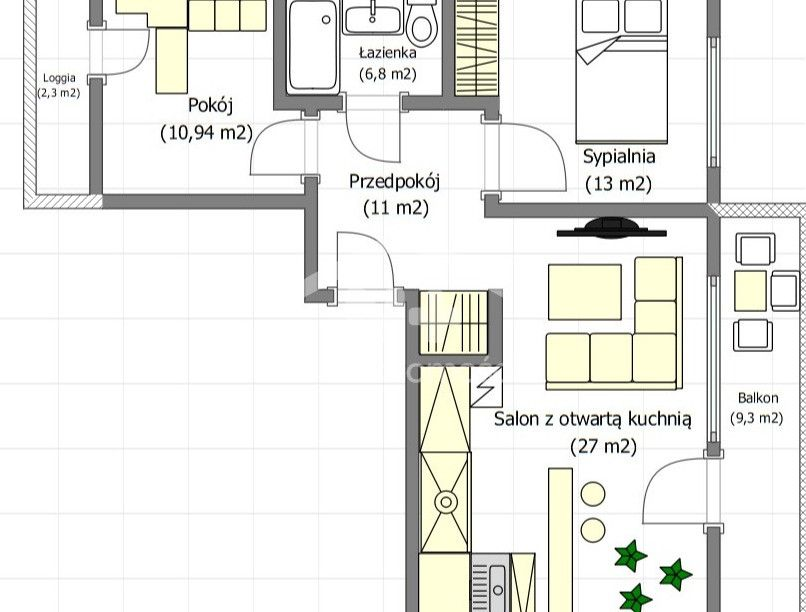 Łazienka
(6,8 m2)
Loggia
(2,3 m2)
Pokój
(10,94 m2)
Sypialnia
(13 m2)
Przedpokój
(11 m2)
Balkon
(9,3 m2)
Salon z otwartą kuchnią
(27 m2)